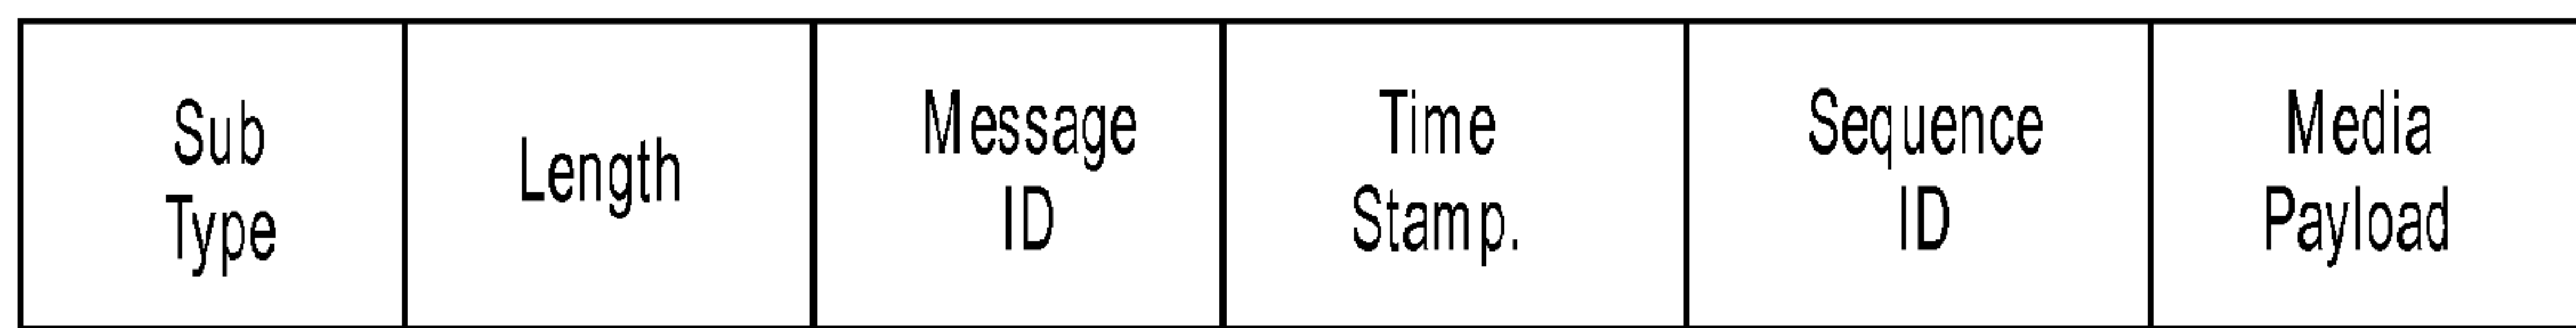 Sub
Type
Length
Message
ID
Time
Stamp.
Sequence
ID
Media
Payload